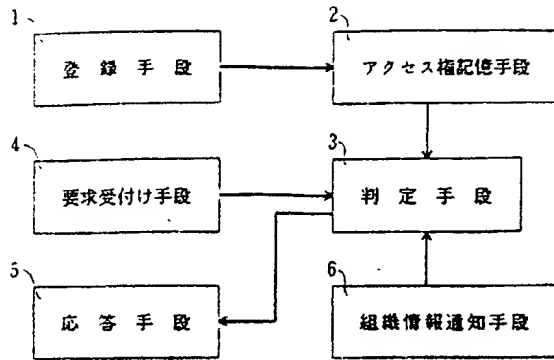 1
登録手段
2
アクセス権記憶手段
4
要求受付け手段
3
判定手段
5
応答手段
6
組織情報通知手段